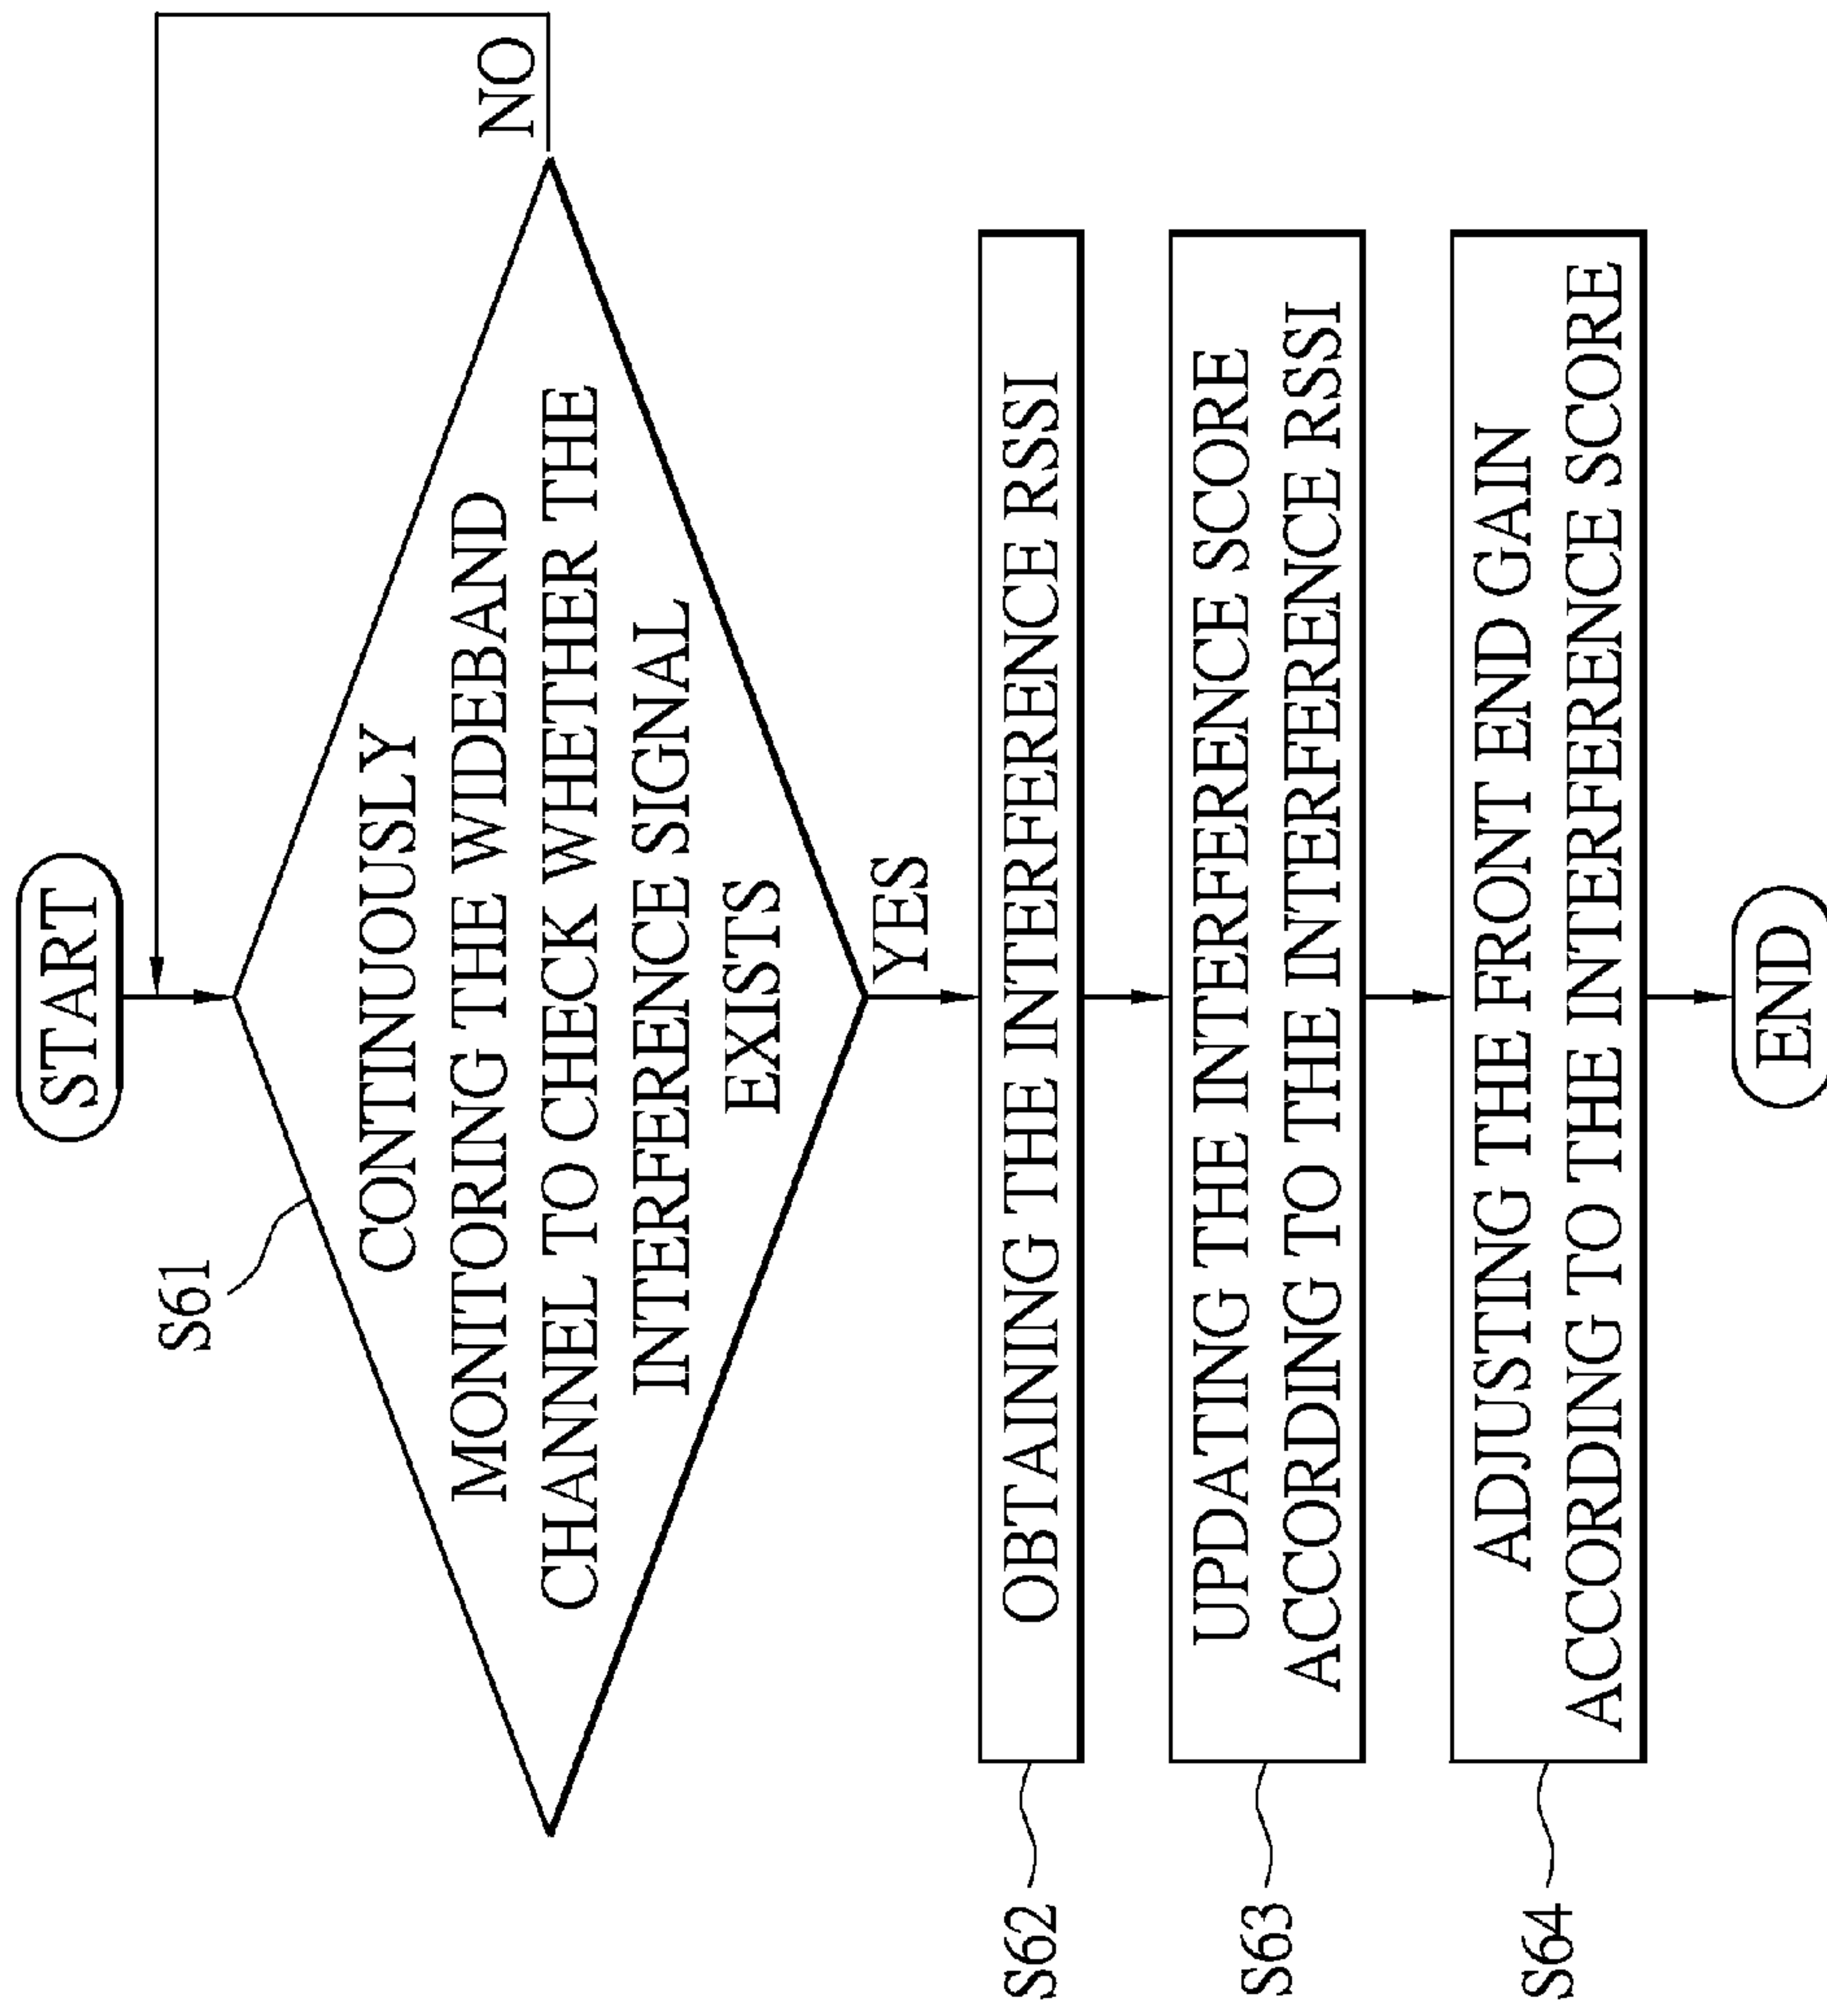 START
S61
CONTINUOUSLY
MONITORING THE WIDEBAND
CHANNEL TO CHECK WHETHER THE
INTERFERENCE SIGNAL
EXISTS
NO
YES
S62
OBTAINING THE INTERFERENCE RSSI
S63
UPDATING THE INTERFERENCE SCORE
ACCORDING TO THE INTERFERENCE RSSI
S64
ADJUSTING THE FRONT END GAIN
ACCORDING TO THE INTERFERENCE SCORE
END